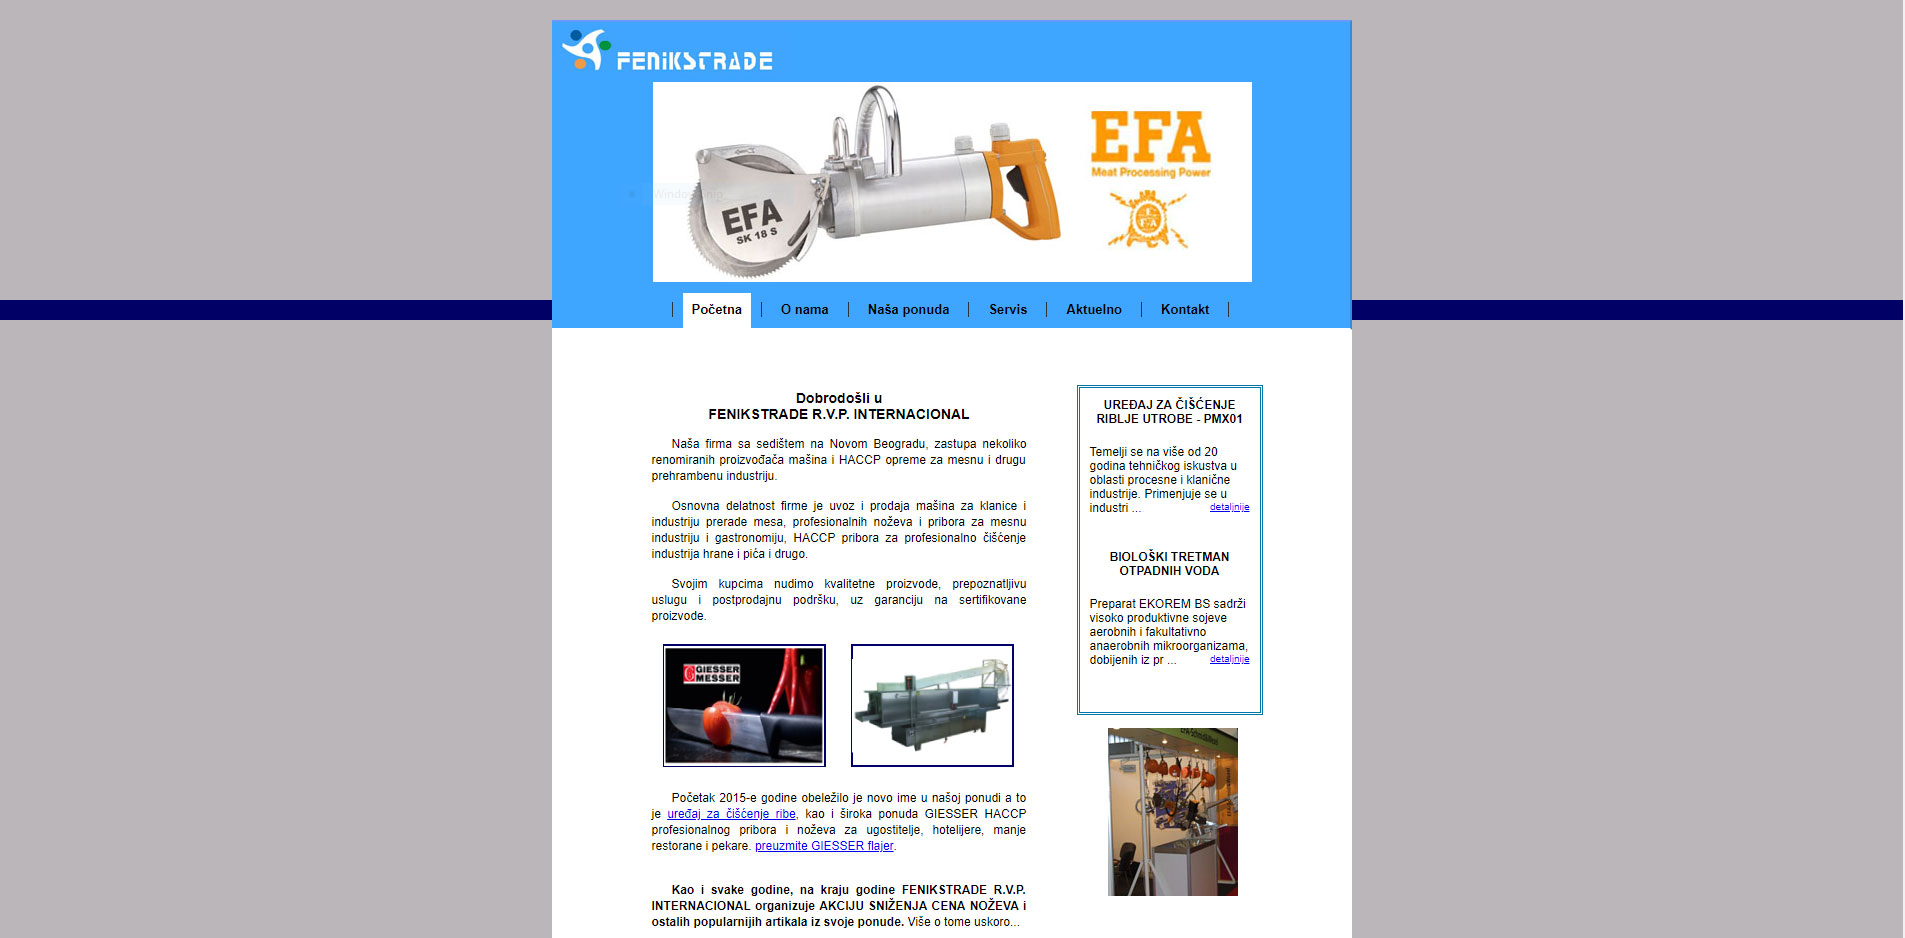 FENIKSTRADE
EFA
SK 18 S
EFA
Meat Processing Power
Početna
O nama
Naša ponuda
Servis
Aktuelno
Kontakt
Dobrodošli u
FENIKSTRADE R.V.P. INTERNACIONAL
Naša firma sa sedištem na Novom Beogradu, zastupa nekoliko
renomiranih proizvođača mašina i HACCP opreme za mesnu i drugu
prehrambenu industriju.
Osnovna delatnost firme je uvoz i prodaja mašina za klanice i
industriju prerade mesa, profesionalnih noževa i pribora za mesnu
industriju i gastronomiju, HACCP pribora za profesionalno čišćenje
industrija hrane i pića i drugo.
Svojim kupcima nudimo kvalitetne proizvode, prepoznatljivu
uslugu i postprodajnu podršku, uz garanciju na sertifikovane
proizvode.
GIESSER
MESSER
Početak 2015-e godine obeležilo je novo ime u našoj ponudi a to
je uređaj za čišćenje ribe, kao i široka ponuda GIESSER HACCP
profesionalnog pribora i noževa za ugostitelje, hotelijere, manje
restorane i pekare. preuzmite GIESSER flajer.
Kao i svake godine, na kraju godine FENIKSTRADE R.V.P.
INTERNACIONAL organizuje AKCIJU SNIŽENJA CENA NOŽEVA i
ostalih popularnijih artikala iz svoje ponude. Više o tome uskoro...
UREĐAJ ZA ČIŠĆENJE
RIBLJE UTROBE - PMX01
Temelji se na više od 20
godina tehničkog iskustva u
oblasti procesne i klanične
industrije. Primenjuje se u
industri ... detaljnije
BIOLOŠKI TRETMAN
OTPADNIH VODA
Preparat EKOREM BS sadrži
visoko produktivne sojeve
aerobnih i fakultativno
anaerobnih mikroorganizama,
dobijenih iz pr ... detaljnije